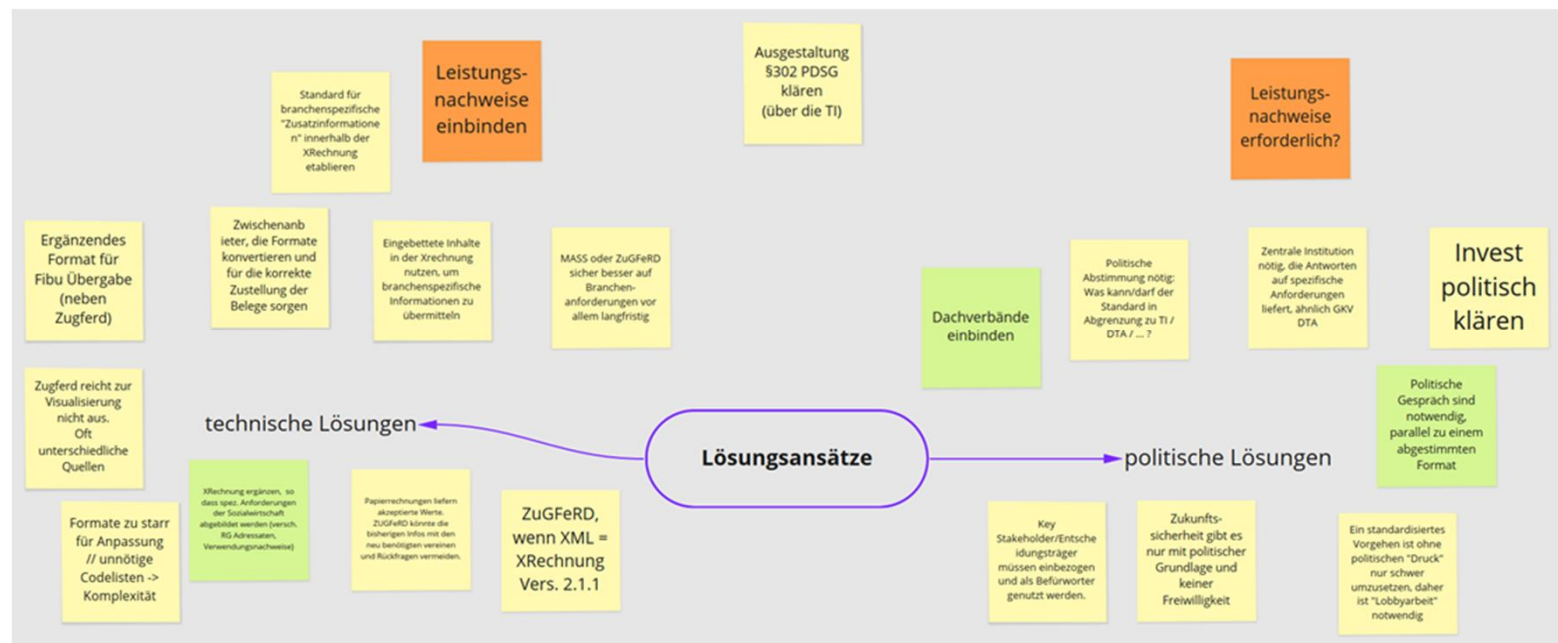 Standard für
branchenspezifische
"Zusatzinformatione
n" innerhalb der
XRechnung
etablieren
Leistungs-
nachweise
einbinden
Ausgestaltung
§302 PDSG
klären
(über die TI)
Leistungs-
nachweise
erforderlich?
Ergänzendes
Format für
Fibu Übergabe
(neben
Zugferd)
Zwischenanb
ieter, die Formate
konvertieren und
für die korrekte
Zustellung der
Belege sorgen
Eingebettete Inhalte
in der Xrechnung
nutzen, um
branchenspezifische
Informationen zu
übermitteln
MASS oder ZuGFeRD
sicher besser auf
Branchen-
anforderungen vor
allem langfristig
Dachverbände
einbinden
Politische
Abstimmung nötig:
Was kann/darf der
Standard in
Abgrenzung zu TI /
DTA / ... ?
Zentrale Institution
nötig, die Antworten
auf spezifische
Anforderungen
liefert, ähnlich GKV
DTA
Invest
politisch
klären
Zugferd reicht zur
Visualisierung
nicht aus.
Oft
unterschiedliche
Quellen
technische Lösungen
Lösungsansätze
politische Lösungen
Politische
Gespräch sind
notwendig,
parallel zu einem
abgestimmten
Format
Formate zu starr
für Anpassung
// unnötige
Codelisten ->
Komplexität
XRechnung ergänzen, so
dass spez. Anforderungen
der Sozialwirtschaft
abgebildet werden (versch.
RG Adressaten,
Verwendungsnachweise)
Papierrechnungen liefern
akzeptierte Werte.
ZUGFeRD könnte die
bisherigen Infos mit den
neu benötigten vereinen
und Rückfragen vermeiden.
ZuGFeRD,
wenn XML =
XRechnung
Vers. 2.1.1
Key
Stakeholder/Entsche
idungsträger
müssen einbezogen
und als Befürworter
genutzt werden.
Zukunfts-
sicherheit gibt es
nur mit politischer
Grundlage und
keiner
Freiwilligkeit
Ein standardisiertes
Vorgehen ist ohne
politischen "Druck"
nur schwer
umzusetzen, daher
ist "Lobbyarbeit"
notwendig